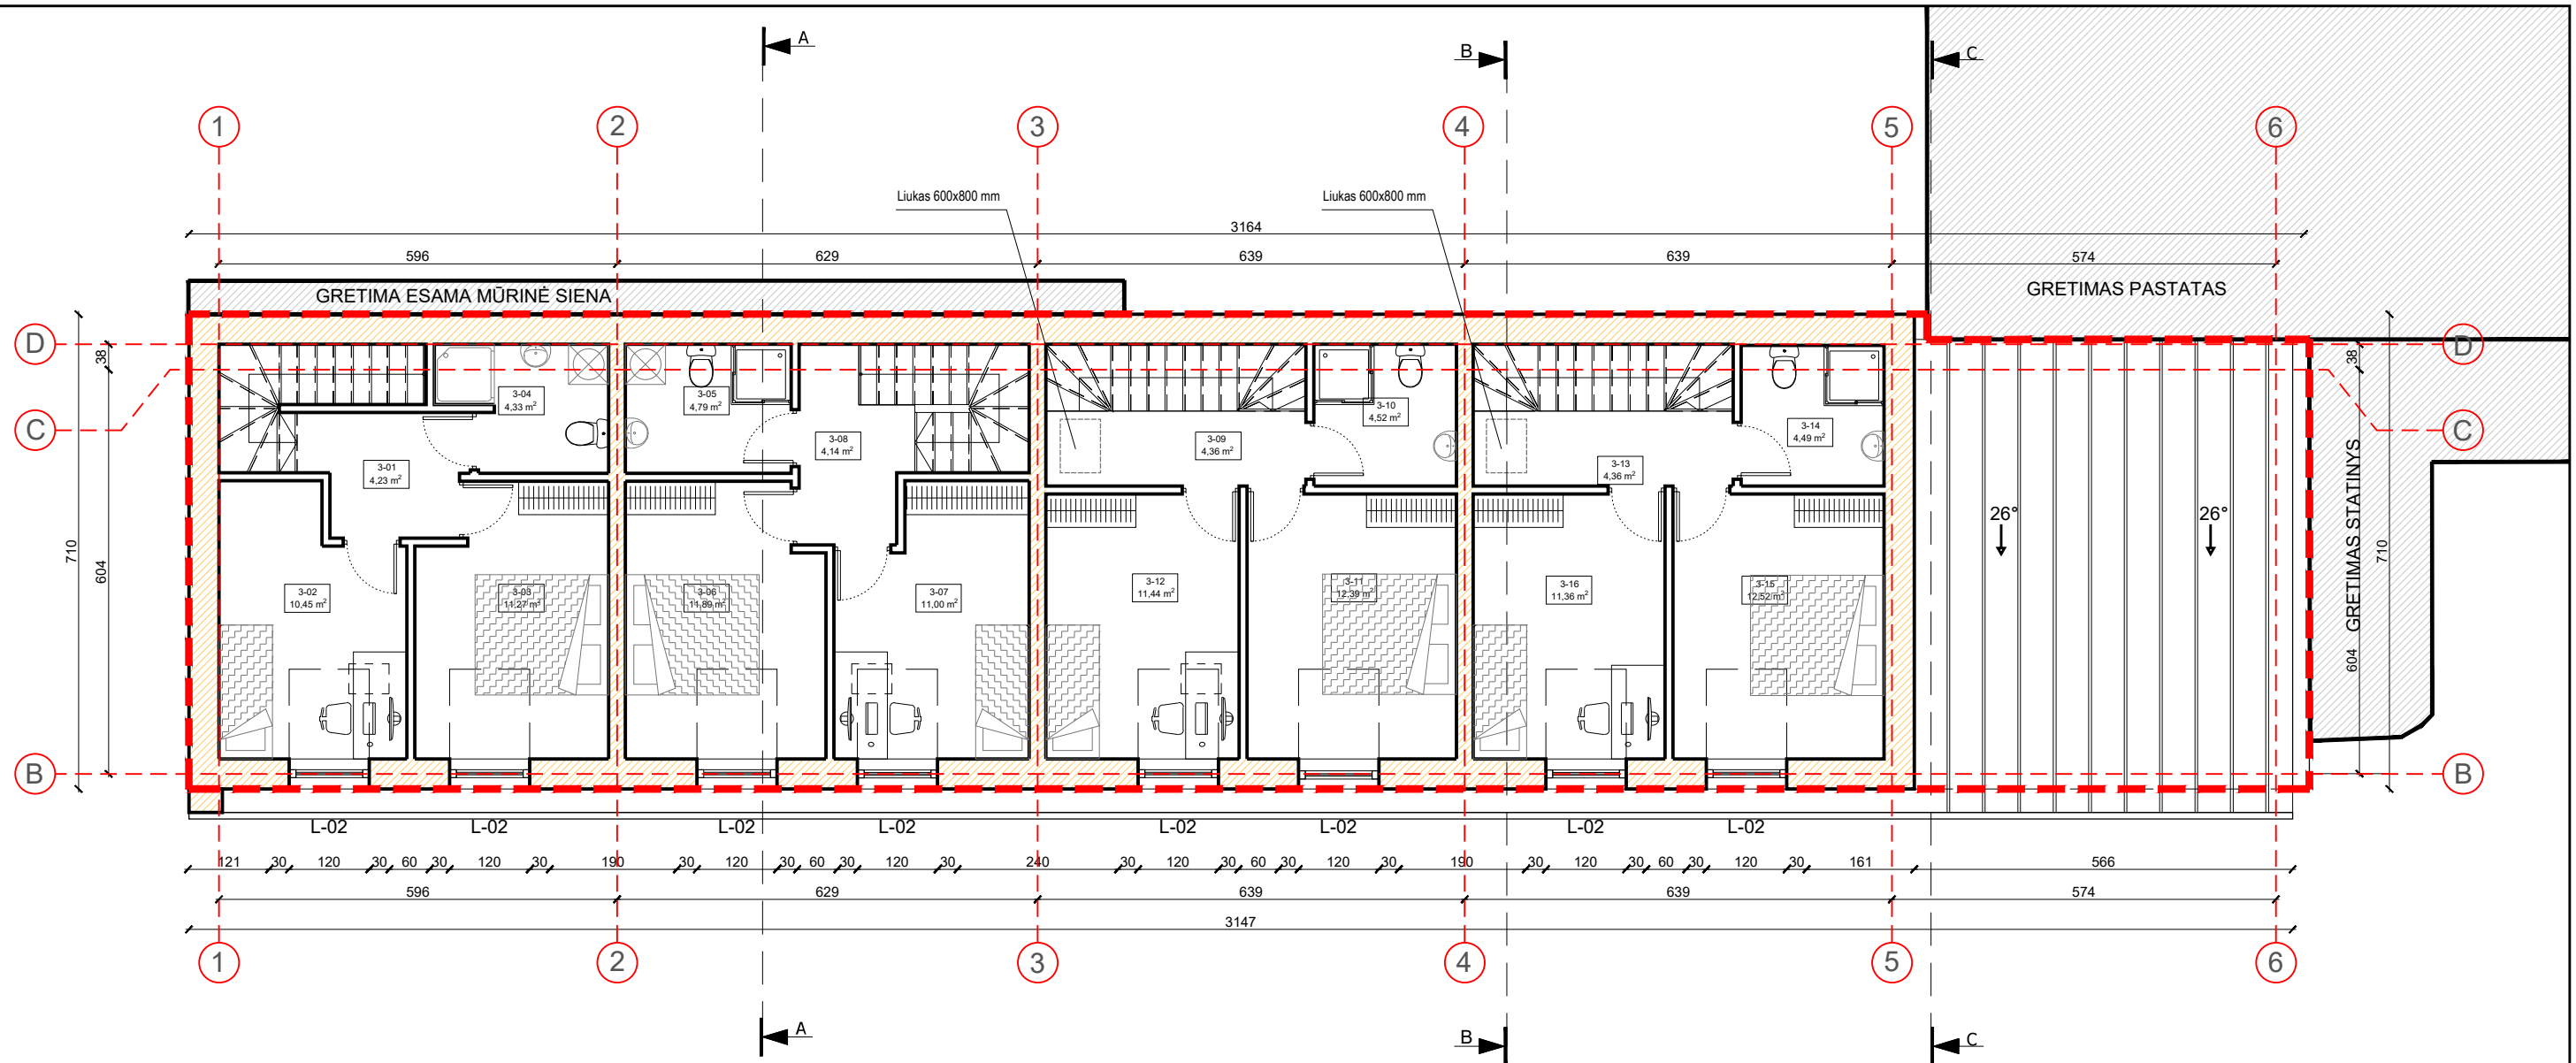 A
B
C
1
2
3
4
5
6
Liukas 600x800 mm
Liukas 600x800 mm
3164
596
629
639
639
574
GRETIMA ESAMA MŪRINĖ SIENA
GRETIMAS PASTATAS
D
D
38
38
C
C
3-04
4,33 m²
3-05
4,79 m²
3-10
4,52 m²
3-14
4,49 m²
3-08
4,14 m²
3-09
4,36 m²
3-01
4,23 m²
3-13
4,36 m²
GRETIMAS STATINYS
26°
26°
710
604
710
604
3-02
10,45 m²
3-03
11,27 m²
3-06
11,89 m²
3-07
11,00 m²
3-12
11,44 m²
3-11
12,39 m²
3-16
11,36 m²
3-15
12,52 m²
B
B
L-02
L-02
L-02
L-02
L-02
L-02
L-02
L-02
121
30
120
30
60
30
120
30
190
30
120
30
60
30
120
30
240
30
120
30
60
30
120
30
190
30
120
30
60
30
120
30
161
566
596
629
639
639
574
3147
1
2
3
4
5
6
A
B
C